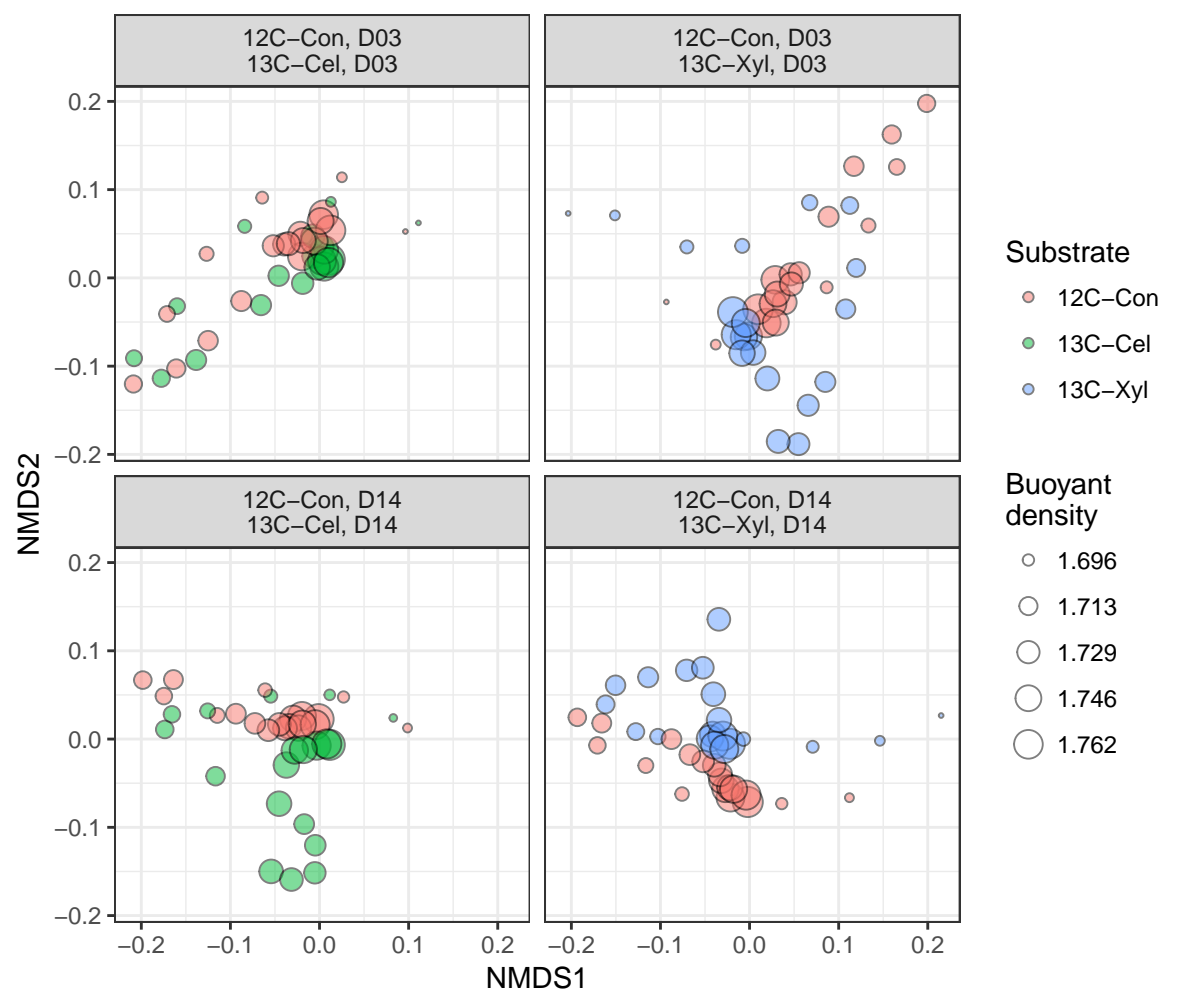 12C−Con, D03
13C−Cel, D03
12C−Con, D03
13C−Xyl, D03
0.2
0.1
0.0
−0.1
−0.2
12C−Con, D14
13C−Cel, D14
12C−Con, D14
13C−Xyl, D14
0.2
0.1
0.0
−0.1
−0.2
−0.2
−0.1
0.0
0.1
0.2
−0.2
−0.1
0.0
0.1
0.2
NMDS1
NMDS2
Substrate
12C−Con
13C−Cel
13C−Xyl
Buoyant
density
1.696
1.713
1.729
1.746
1.762